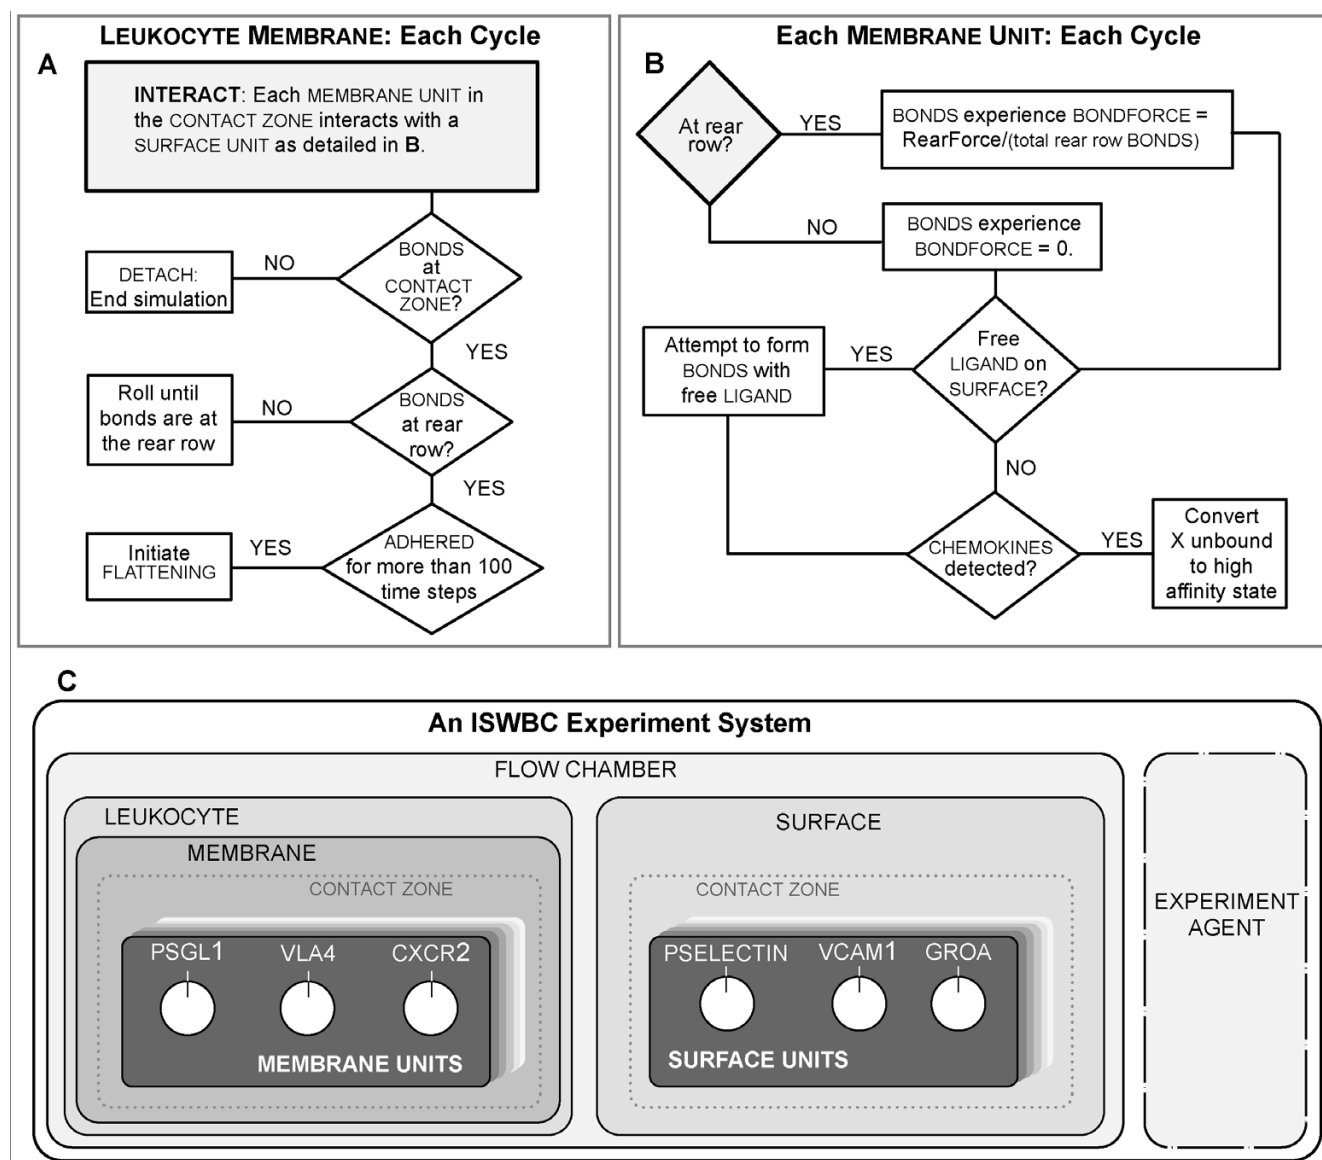 LEUKOCYTE MEMBRANE: Each Cycle
A
INTERACT: Each MEMBRANE UNIT in
the CONTACT ZONE interacts with a
SURFACE UNIT as detailed in B.
BONDS
at
CONTACT
ZONE?
NO
DETACH:
End simulation
YES
BONDS
at rear
row?
NO
Roll until
bonds are at
the rear row
YES
ADHERED
for more than 100
time steps
YES
Initiate
FLATTENING
Each MEMBRANE UNIT: Each Cycle
B
At rear
row?
YES
BONDS experience BONDFORCE =
RearForce/(total rear row BONDS)
NO
BONDS experience
BONDFORCE = 0.
Free
LIGAND on
SURFACE?
YES
Attempt to form
BONDS with
free LIGAND
NO
CHEMOKINES
detected?
YES
Convert
X unbound
to high
affinity state
C
An ISWBC Experiment System
FLOW CHAMBER
LEUKOCYTE
MEMBRANE
CONTACT ZONE
PSGL1 VLA4 CXCR2
MEMBRANE UNITS
SURFACE
CONTACT ZONE
PSELECTIN VCAM1 GROA
SURFACE UNITS
EXPERIMENT
AGENT